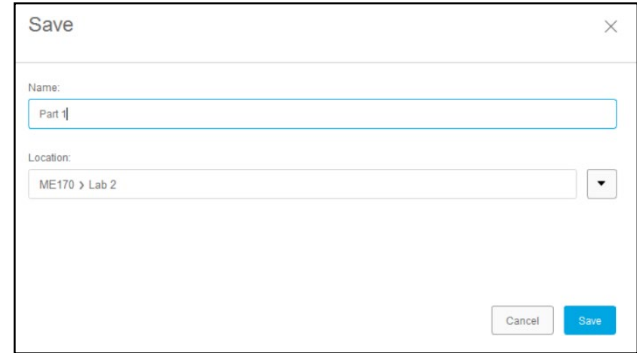 Save
Name:
Part 1
Location:
ME170 › Lab 2
Cancel
Save